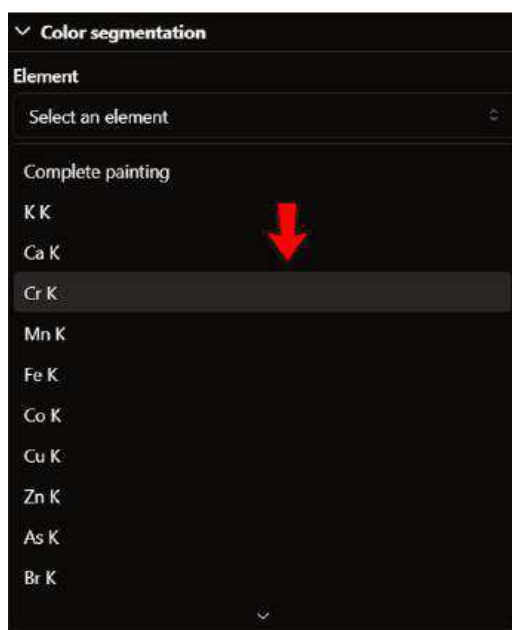 Color segmentation
Element
Select an element
Complete painting
K K
Ca K
Cr K
Mn K
Fe K
Co K
Cu K
Zn K
As K
Br K